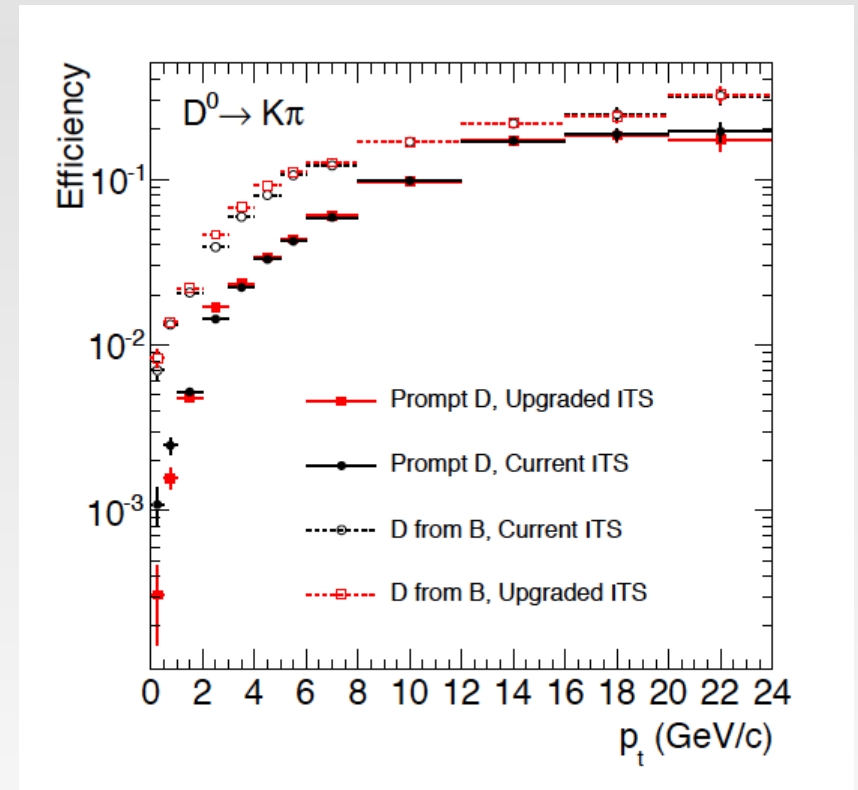 Efficiency
D⁰→ Kπ
10⁻¹
10⁻²
10⁻³
Prompt D, Upgraded ITS
Prompt D, Current ITS
D from B, Current ITS
D from B, Upgraded ITS
0 2 4 6 8 10 12 14 16 18 20 22 24
pₜ (GeV/c)